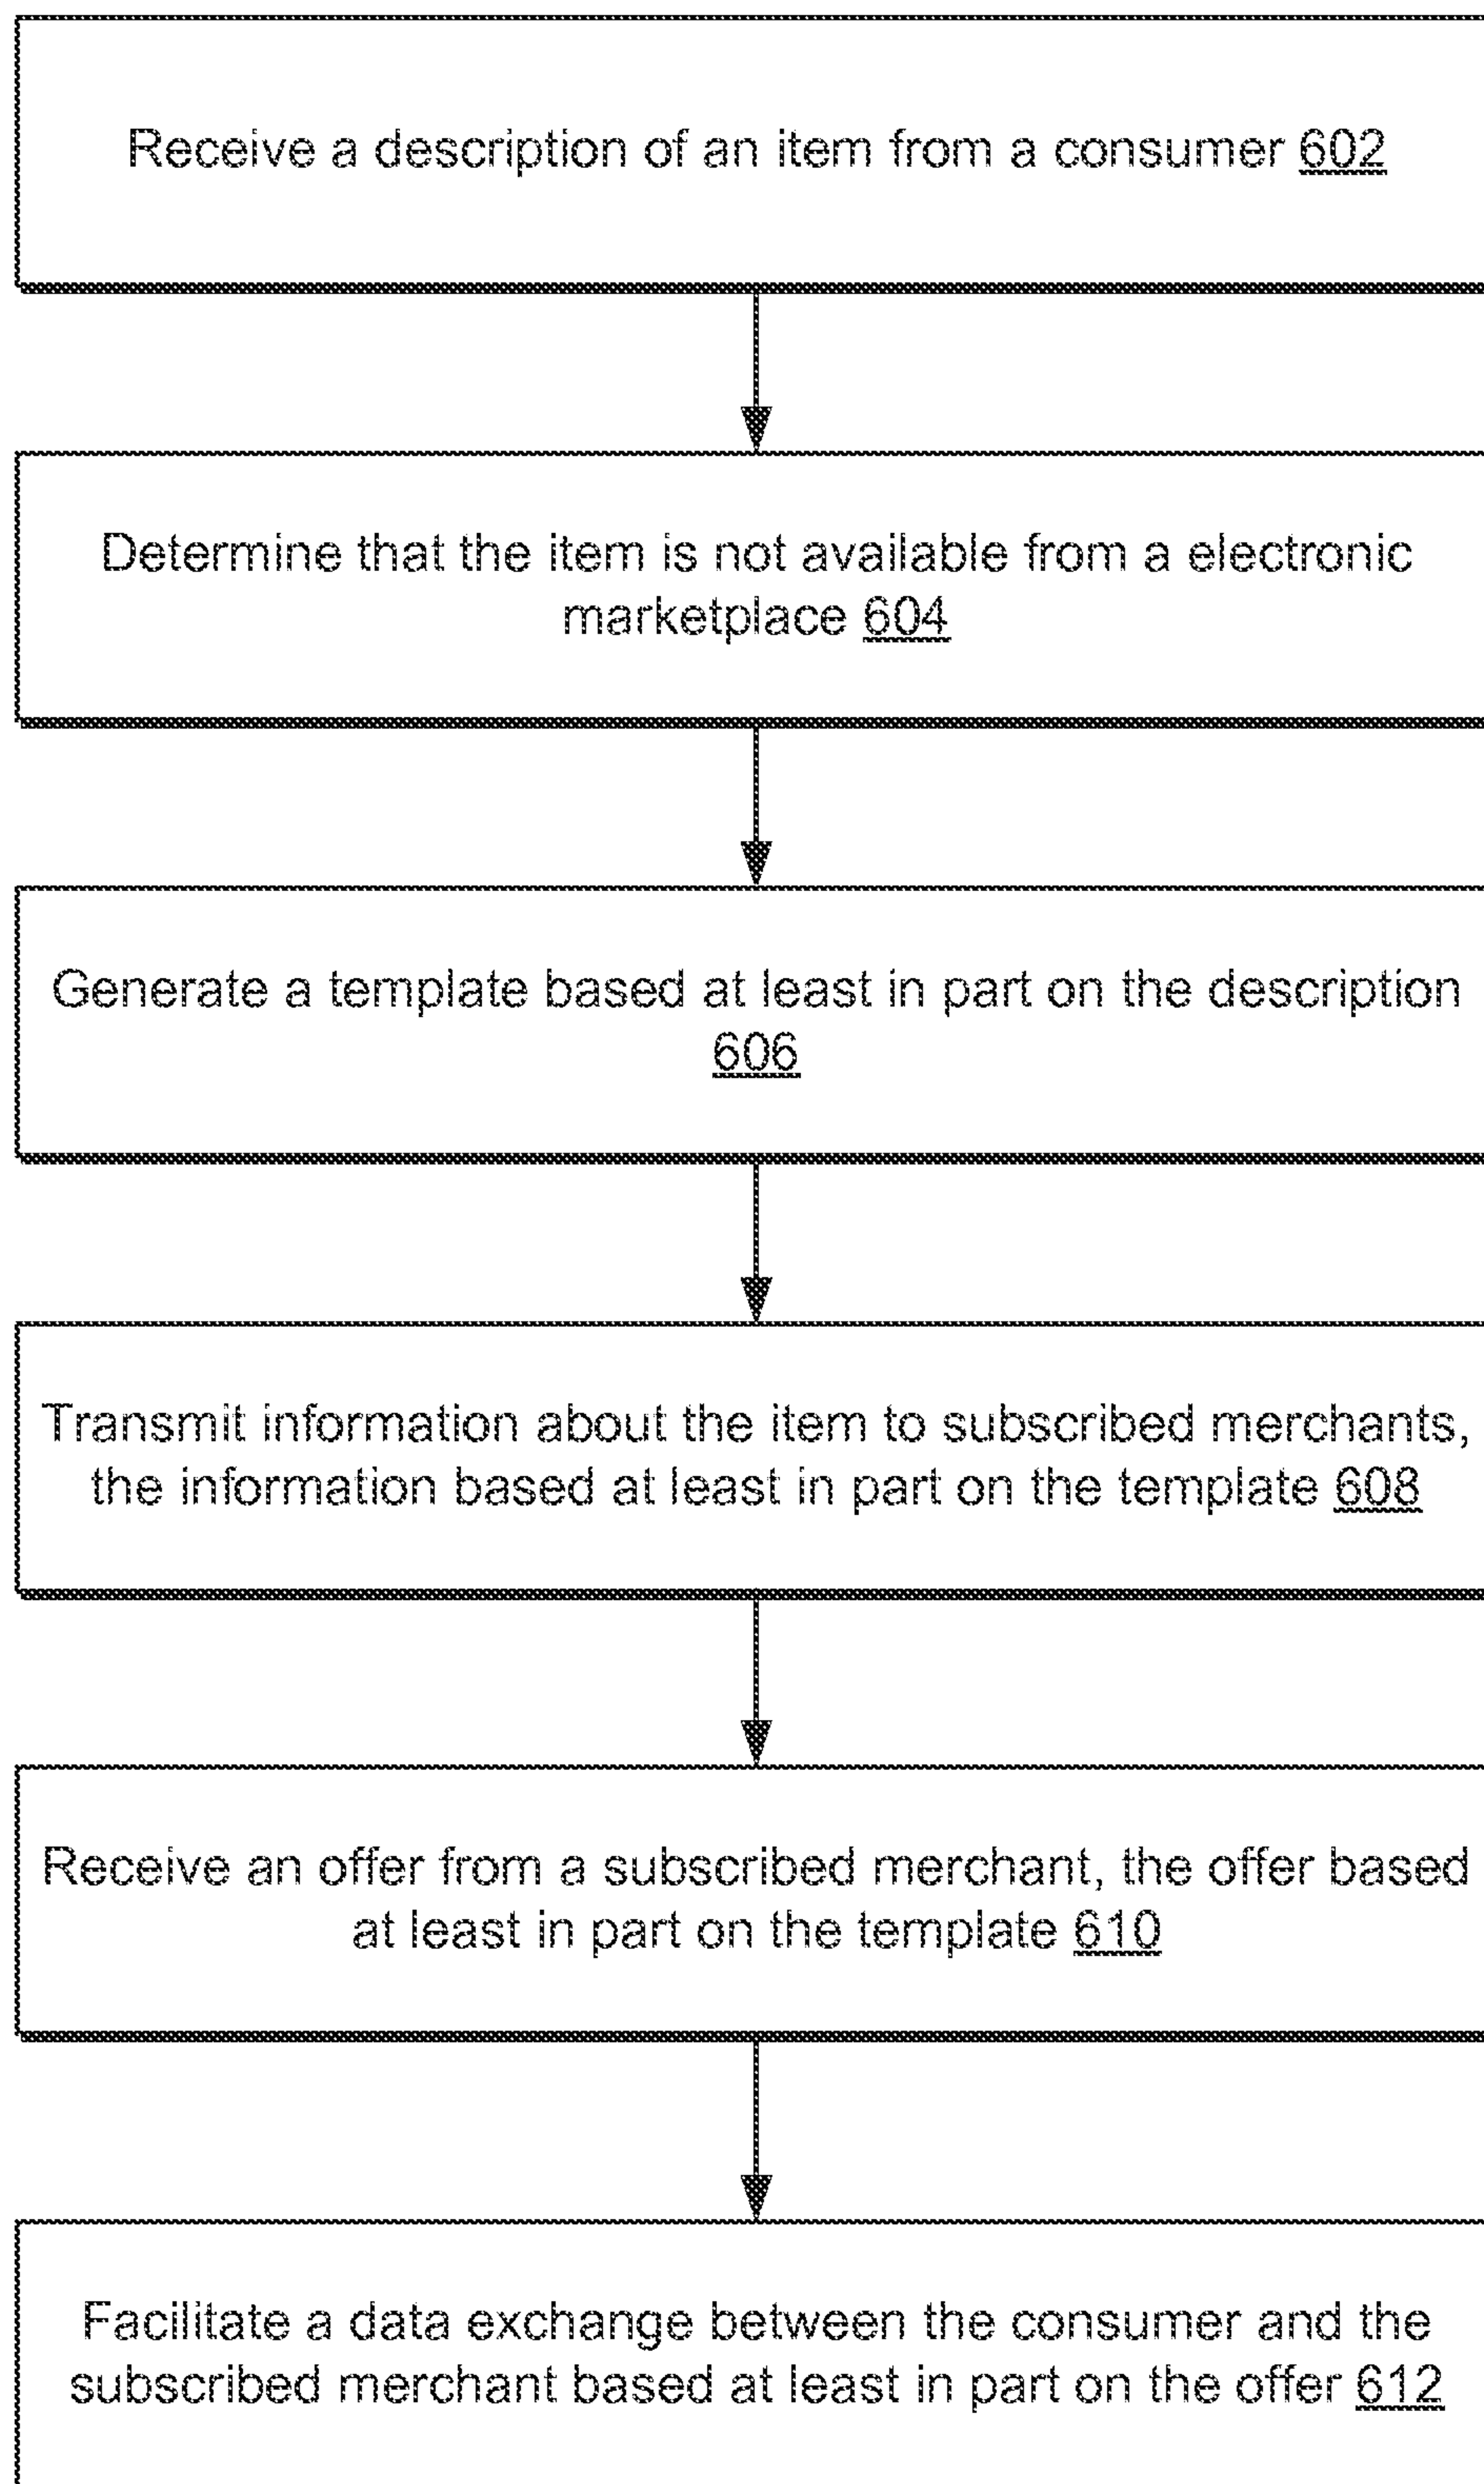 Receive a description of an item from a consumer 602
Determine that the item is not available from a electronic
marketplace 604
Generate a template based at least in part on the description
606
Transmit information about the item to subscribed merchants,
the information based at least in part on the template 608
Receive an offer from a subscribed merchant, the offer based
at least in part on the template 610
Facilitate a data exchange between the consumer and the
subscribed merchant based at least in part on the offer 612